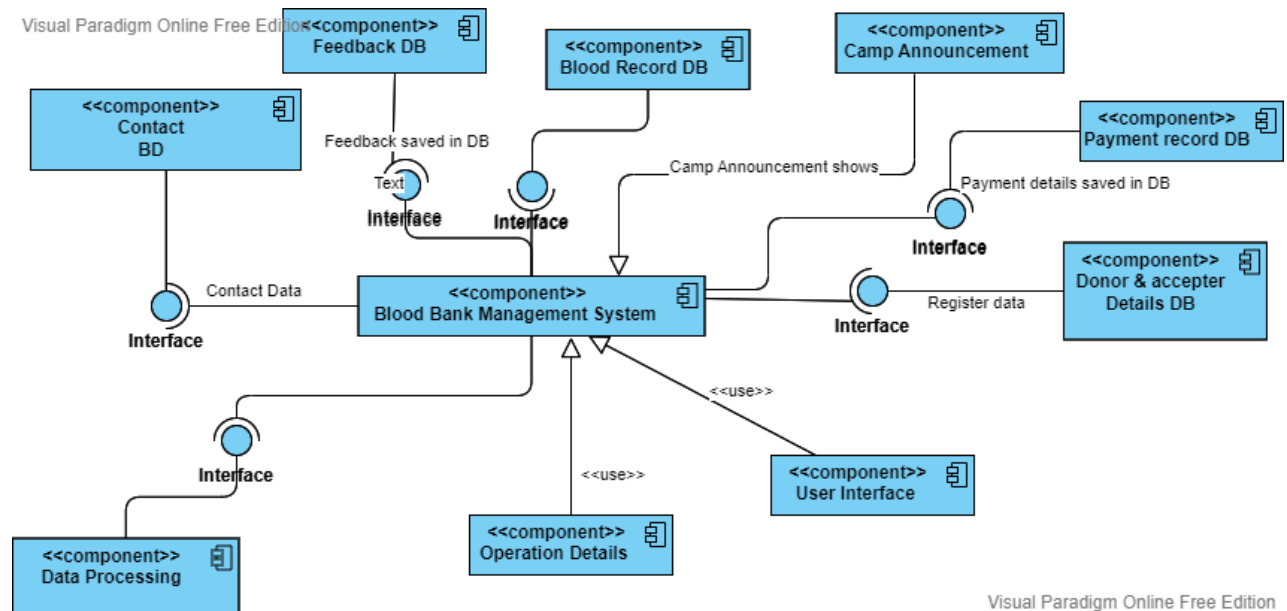 Visual Paradigm Online Free Edition
<<component>>
Feedback DB
<<component>>
Blood Record DB
<<component>>
Camp Announcement
<<component>>
Contact
BD
<<component>>
Payment record DB
Feedback saved in DB
Camp Announcement shows
Text
Payment details saved in DB
Interface
Interface
Interface
<<component>>
Donor & accepter
Details DB
Contact Data
<<component>>
Blood Bank Management System
Register data
Interface
Interface
<<use>>
Interface
<<use>>
<<component>>
User Interface
<<component>>
Operation Details
<<component>>
Data Processing
Visual Paradigm Online Free Edition